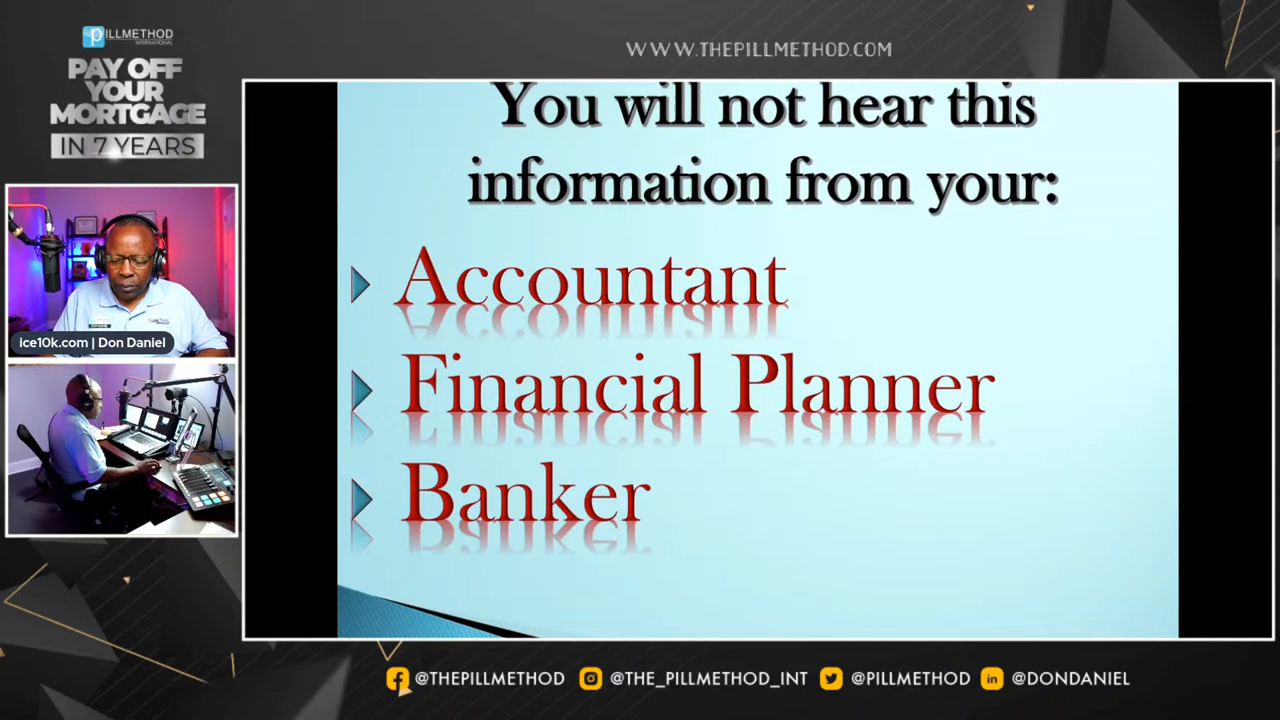 PILLMETHOD
INTERNATIONAL
PAY OFF
YOUR
MORTGAGE
IN 7 YEARS
WWW.THEPILLMETHOD.COM
You will not hear this
information from your:
Accountant
Financial Planner
Banker
ice10k.com | Don Daniel
@THEPILLMETHOD
@THE_PILLMETHOD_INT
@PILLMETHOD
@DONDANIEL